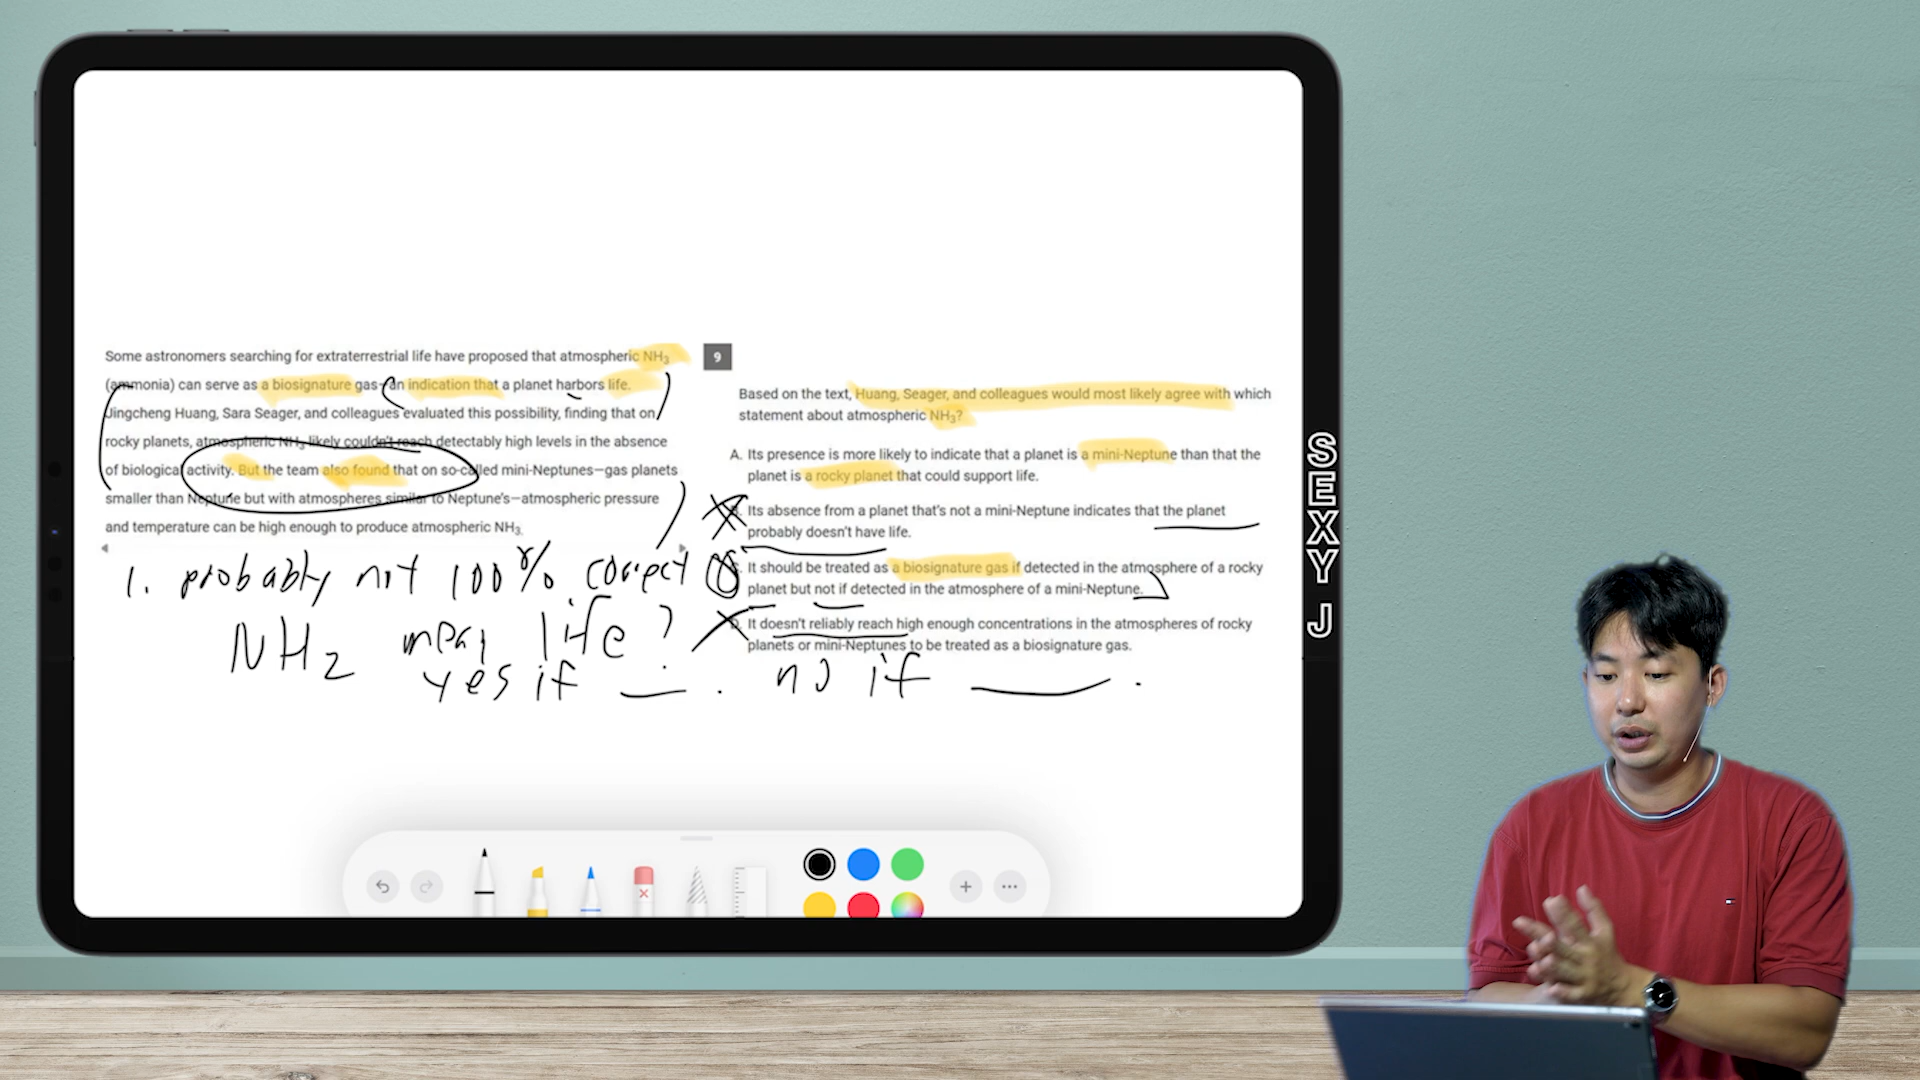 Some astronomers searching for extraterrestrial life have proposed that atmospheric NH₃
(ammonia) can serve as a biosignature gas—an indication that a planet harbors life.
Jingcheng Huang, Sara Seager, and colleagues evaluated this possibility, finding that on
rocky planets, atmospheric NH₃ likely couldn't reach detectably high levels in the absence
of biological activity. But the team also found that on so-called mini-Neptunes—gas planets
smaller than Neptune but with atmospheres similar to Neptune's—atmospheric pressure
and temperature can be high enough to produce atmospheric NH₃.
1. probably not 100% correct
NH₂ mean life?
yes if __. no if __.
9
Based on the text, Huang, Seager, and colleagues would most likely agree with which
statement about atmospheric NH₃?
A. Its presence is more likely to indicate that a planet is a mini-Neptune than that the
planet is a rocky planet that could support life.
B. Its absence from a planet that's not a mini-Neptune indicates that the planet
probably doesn't have life.
C. It should be treated as a biosignature gas if detected in the atmosphere of a rocky
planet but not if detected in the atmosphere of a mini-Neptune.
D. It doesn't reliably reach high enough concentrations in the atmospheres of rocky
planets or mini-Neptunes to be treated as a biosignature gas.
SEXY J